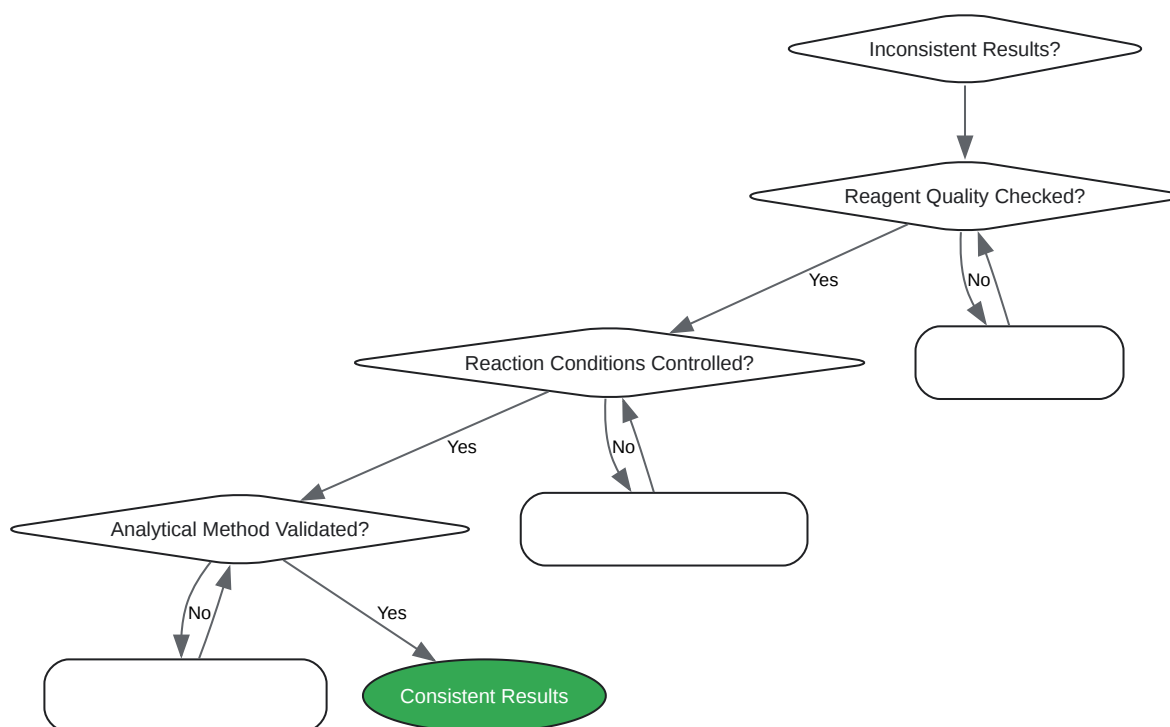 Inconsistent Results?
Reagent Quality Checked?
Yes
No
Reaction Conditions Controlled?
Yes
No
Analytical Method Validated?
No
Yes
Consistent Results